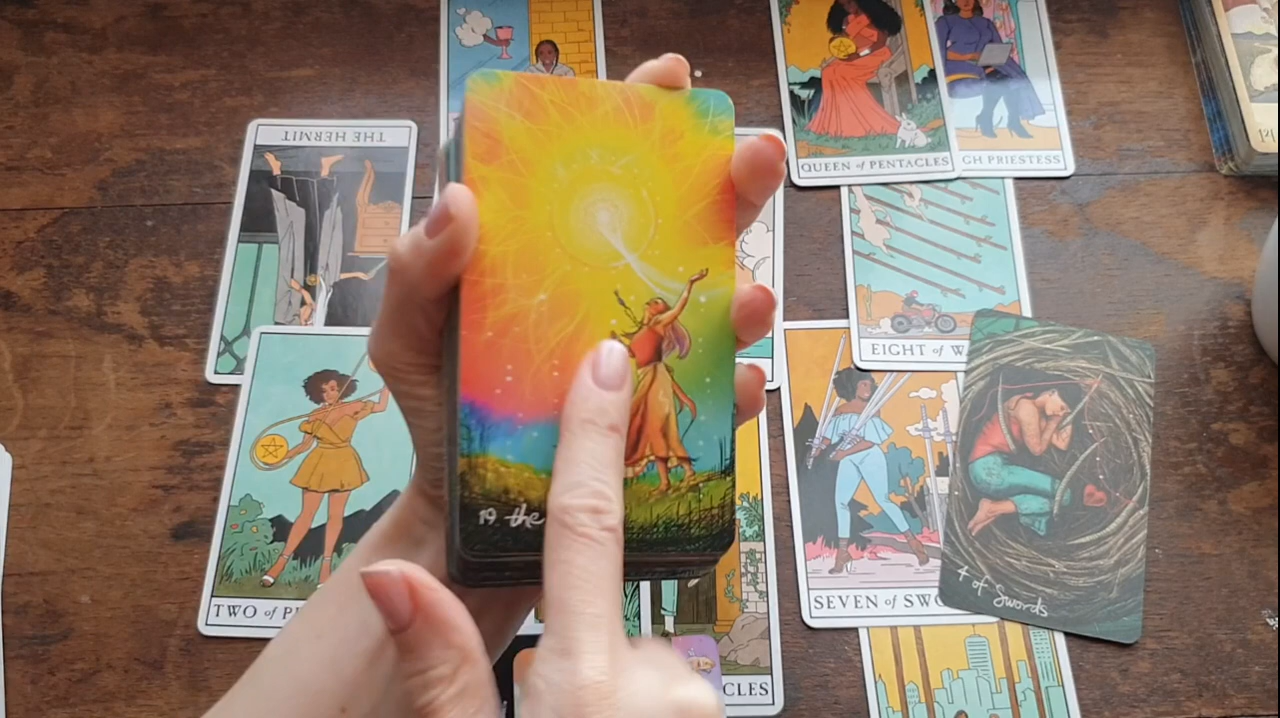 THE HERMIT
QUEEN OF PENTACLES
GH PRIESTESS
EIGHT of W
TWO of P
19 the
SEVEN of SWO
4 of Swords
CLES